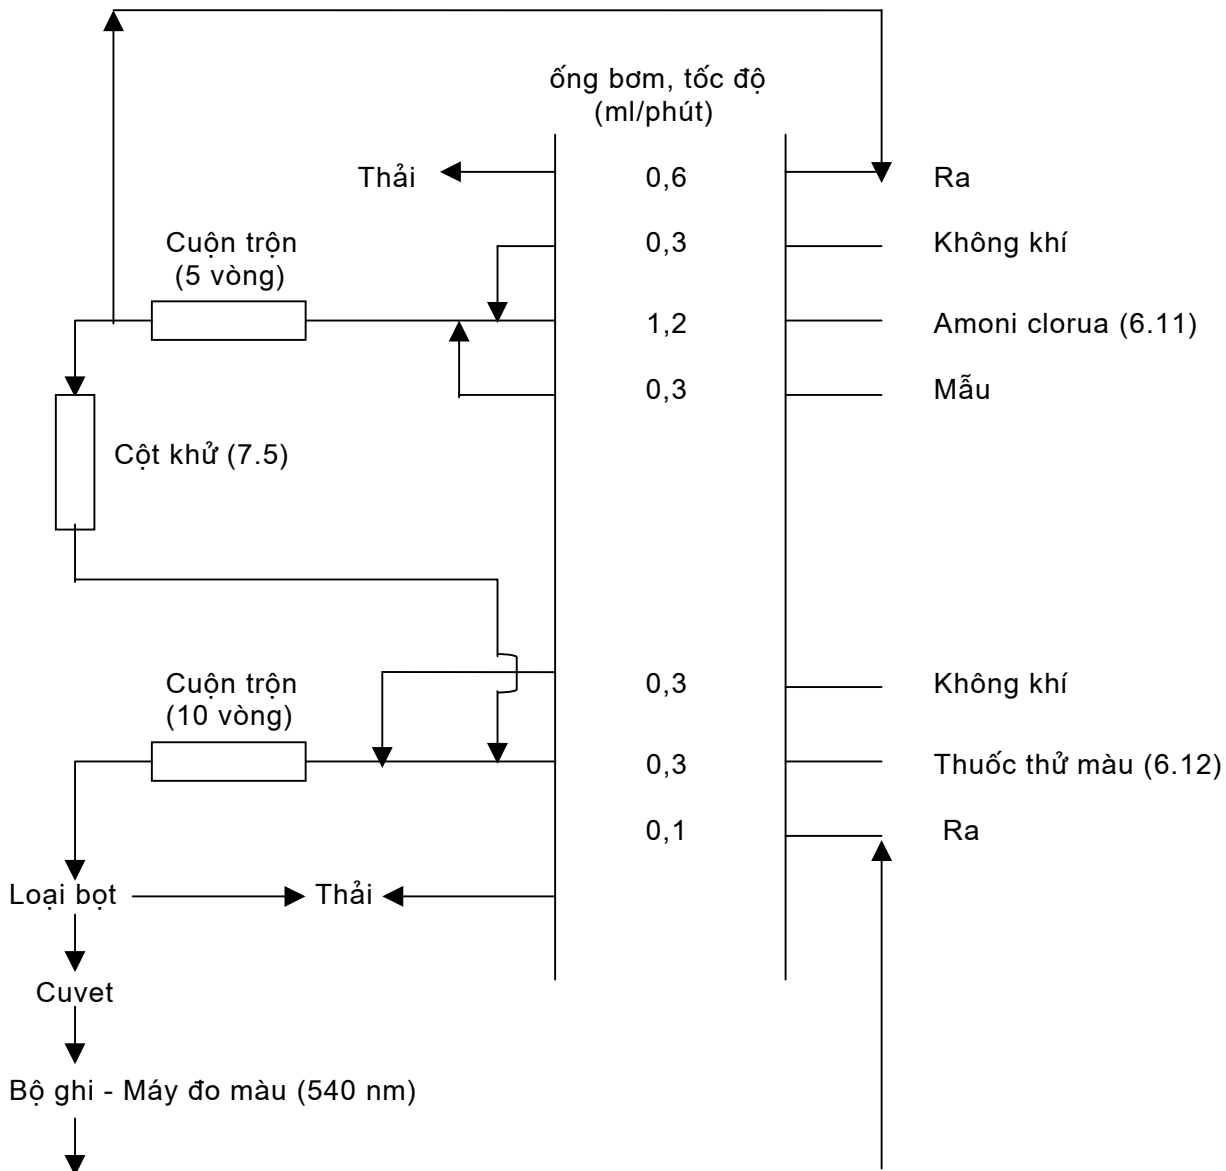 ống bơm, tốc độ
(ml/phút)
Thải
0,6
Ra
Cuộn trộn
(5 vòng)
0,3
Không khí
1,2
Amoni clorua (6.11)
0,3
Mẫu
Cột khử (7.5)
Cuộn trộn
(10 vòng)
0,3
Không khí
0,3
Thuốc thử màu (6.12)
0,1
Ra
Loại bọt
Thải
Cuvet
Bộ ghi - Máy đo màu (540 nm)